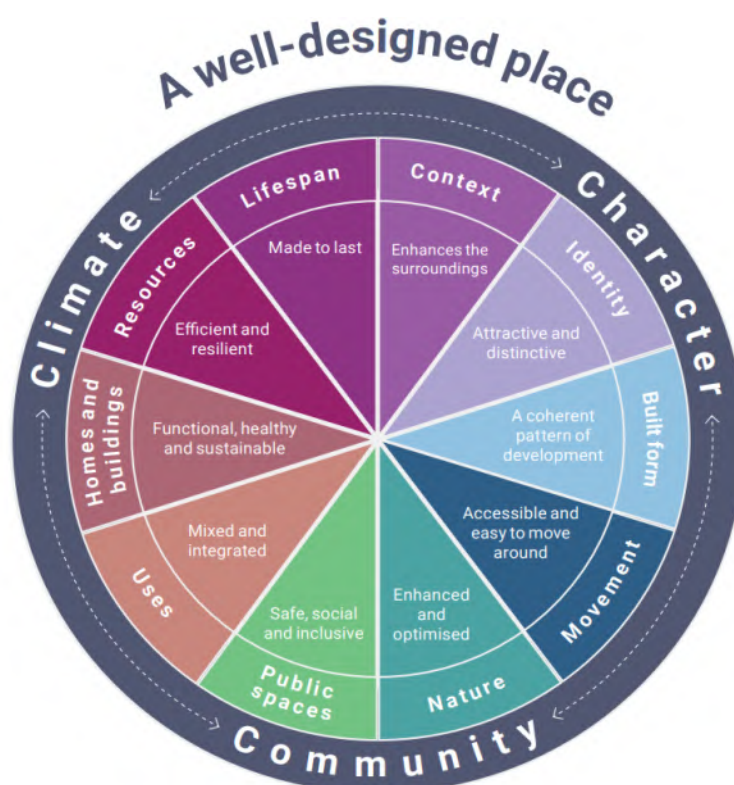 A well-designed place
Climate
Character
Community
Context
Enhances the
surroundings
Identity
Attractive and
distinctive
Built form
A coherent
pattern of
development
Movement
Accessible and
easy to move
around
Nature
Enhanced
and
optimised
Public
spaces
Safe, social
and inclusive
Uses
Mixed and
integrated
Homes and
buildings
Functional, healthy
and sustainable
Resources
Efficient and
resilient
Lifespan
Made to last